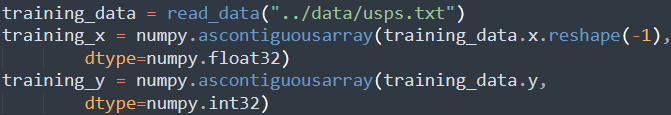 training_data = read_data("../data/usps.txt")
training_x = numpy.ascontiguousarray(training_data.x.reshape(-1),
        dtype=numpy.float32)
training_y = numpy.ascontiguousarray(training_data.y,
        dtype=numpy.int32)